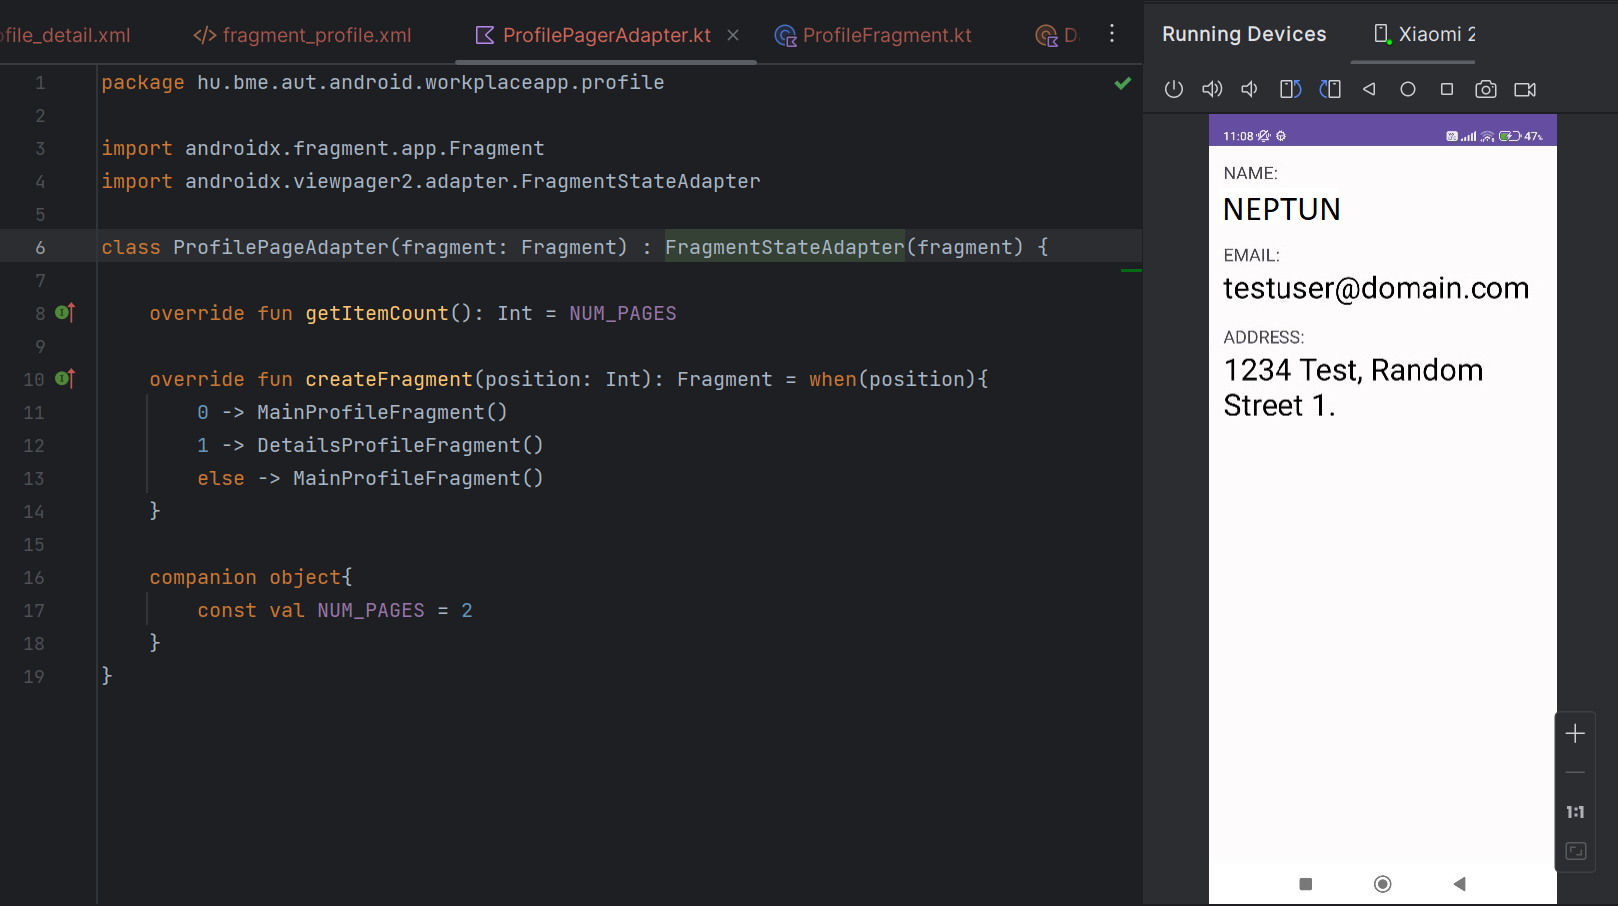 ofile_detail.xml
</> fragment_profile.xml
ProfilePagerAdapter.kt
ProfileFragment.kt
D
1 package hu.bme.aut.android.workplaceapp.profile
2
3 import androidx.fragment.app.Fragment
4 import androidx.viewpager2.adapter.FragmentStateAdapter
5
6 class ProfilePageAdapter(fragment: Fragment) : FragmentStateAdapter(fragment) {
7
8 override fun getItemCount(): Int = NUM_PAGES
9
10 override fun createFragment(position: Int): Fragment = when(position){
11 0 -> MainProfileFragment()
12 1 -> DetailsProfileFragment()
13 else -> MainProfileFragment()
14 }
15
16 companion object{
17 const val NUM_PAGES = 2
18 }
19 }
Running Devices
Xiaomi 2
11:08
47%
NAME:
NEPTUN
EMAIL:
testuser@domain.com
ADDRESS:
1234 Test, Random
Street 1.
1:1